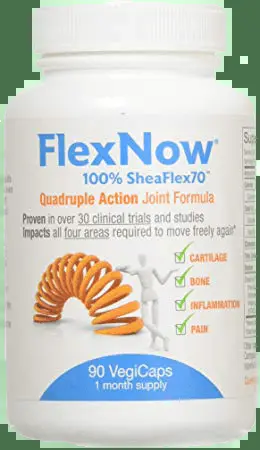 FlexNow®
100% SheaFlex70™
Quadruple Action Joint Formula
Proven in over 30 clinical trials and studies
Impacts all four areas required to move freely again*
CARTILAGE
BONE
INFLAMMATION
PAIN
90 VegiCaps
1 month supply